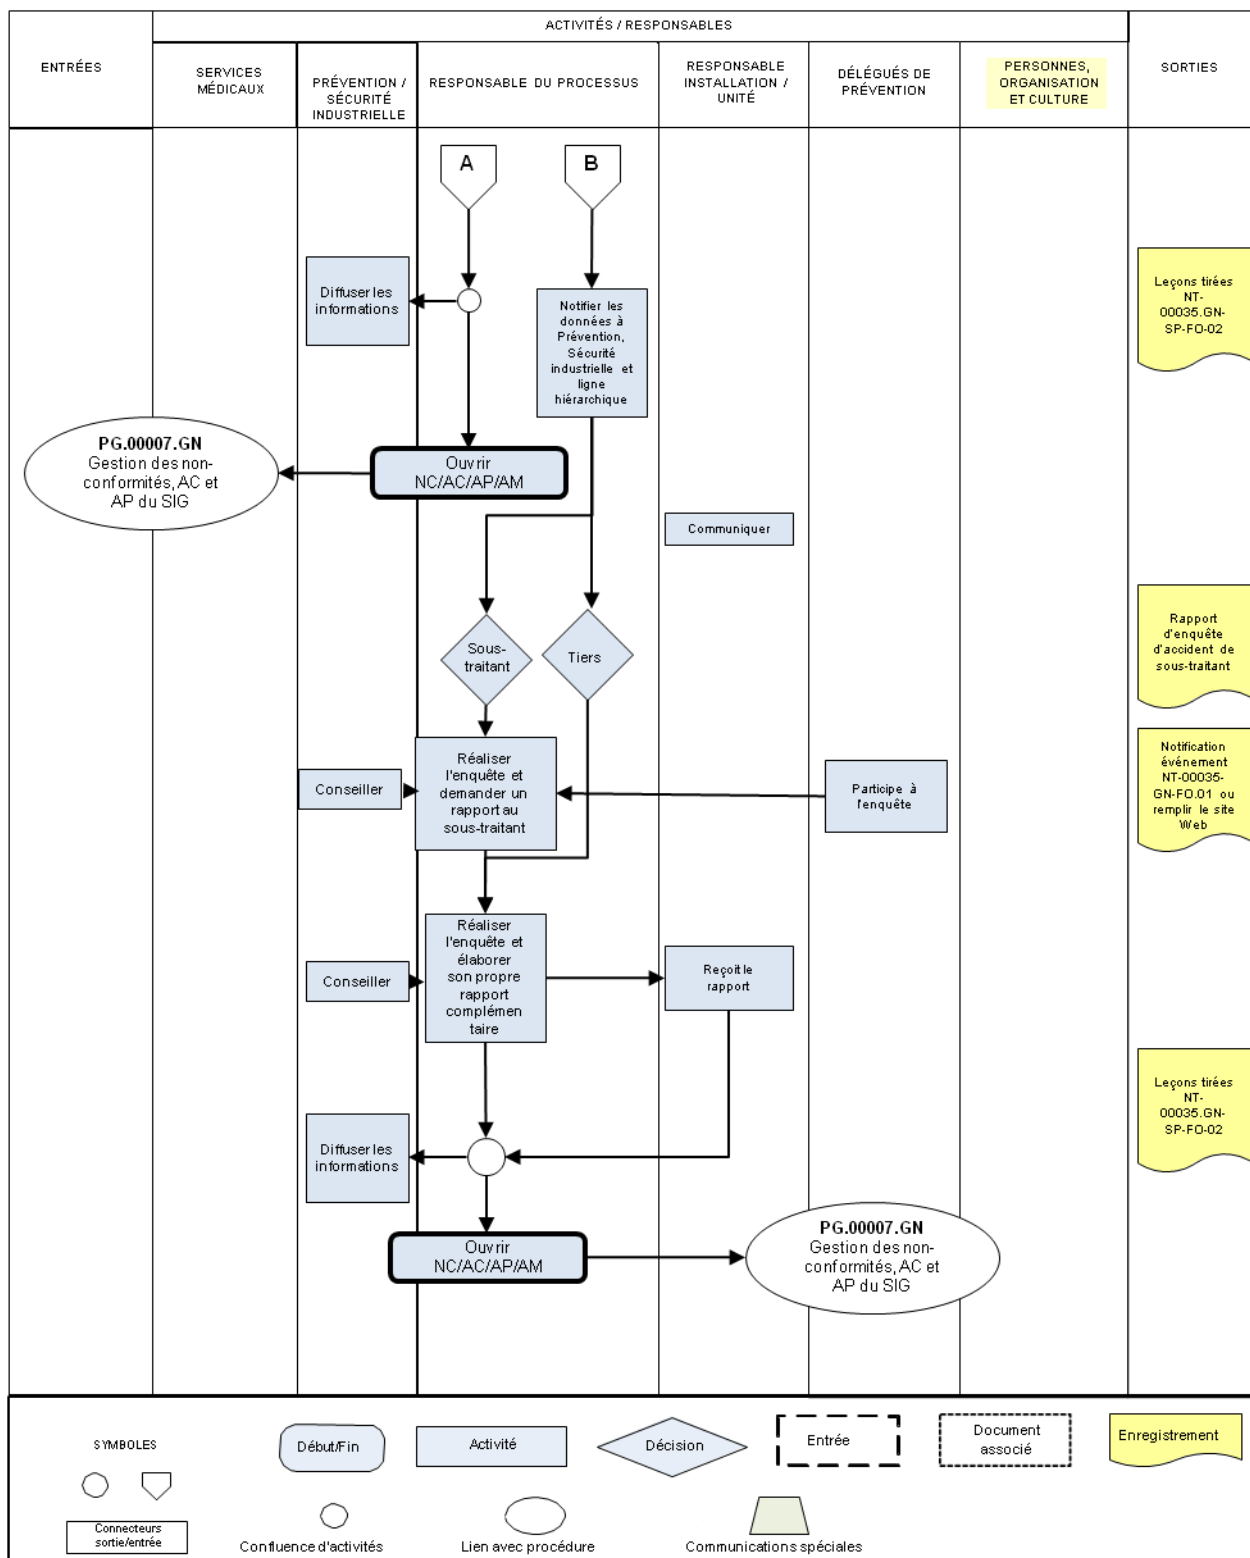 ACTIVITÉS / RESPONSABLES
ENTRÉES
SERVICES
MÉDICAUX
PRÉVENTION /
SÉCURITÉ
INDUSTRIELLE
RESPONSABLE DU PROCESSUS
RESPONSABLE
INSTALLATION /
UNITÉ
DÉLÉGUÉS DE
PRÉVENTION
PERSONNES,
ORGANISATION
ET CULTURE
SORTIES
A
B
Diffuser les
informations
Notifier les
données à
Prévention,
Sécurité
industrielle et
ligne
hiérarchique
Leçons tirées
NT-
00035.GN-
SP-FO-02
PG.00007.GN
Gestion des non-
conformités, AC et
AP du SIG
Ouvrir
NC/AC/AP/AM
Communiquer
Sous-
traitant
Tiers
Rapport
d'enquête
d'accident de
sous-traitant
Conseiller
Réaliser
l'enquête et
demander un
rapport au
sous-traitant
Participe à
l'enquête
Notification
événement
NT-00035-
GN-FO.01 ou
remplir le site
Web
Conseiller
Réaliser
l'enquête et
élaborer
son propre
rapport
complémen
taire
Reçoit le
rapport
Diffuser les
informations
Leçons tirées
NT-
00035.GN-
SP-FO-02
Ouvrir
NC/AC/AP/AM
PG.00007.GN
Gestion des non-
conformités, AC et
AP du SIG
SYMBOLES
Début/Fin
Activité
Décision
Entrée
Document
associé
Enregistrement
Connecteurs
sortie/entrée
Confluence d'activités
Lien avec procédure
Communications spéciales